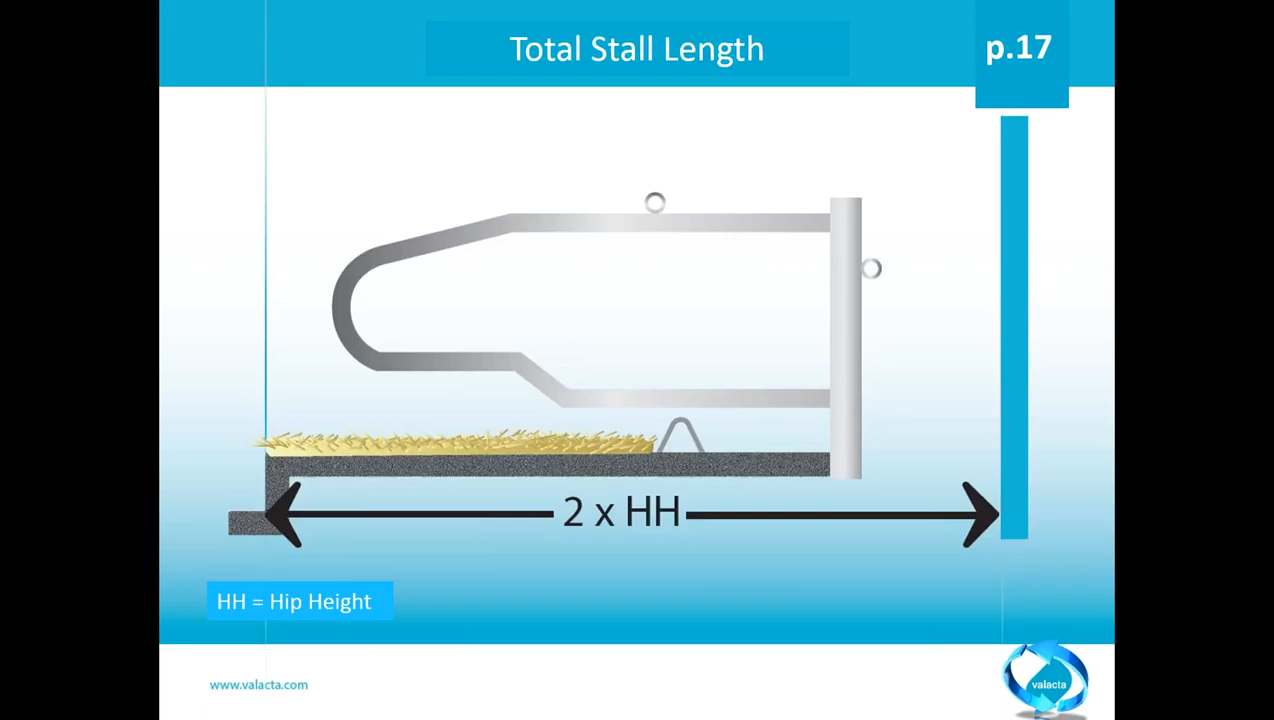 Total Stall Length
p.17
2 x HH
HH = Hip Height
www.valacta.com
valacta